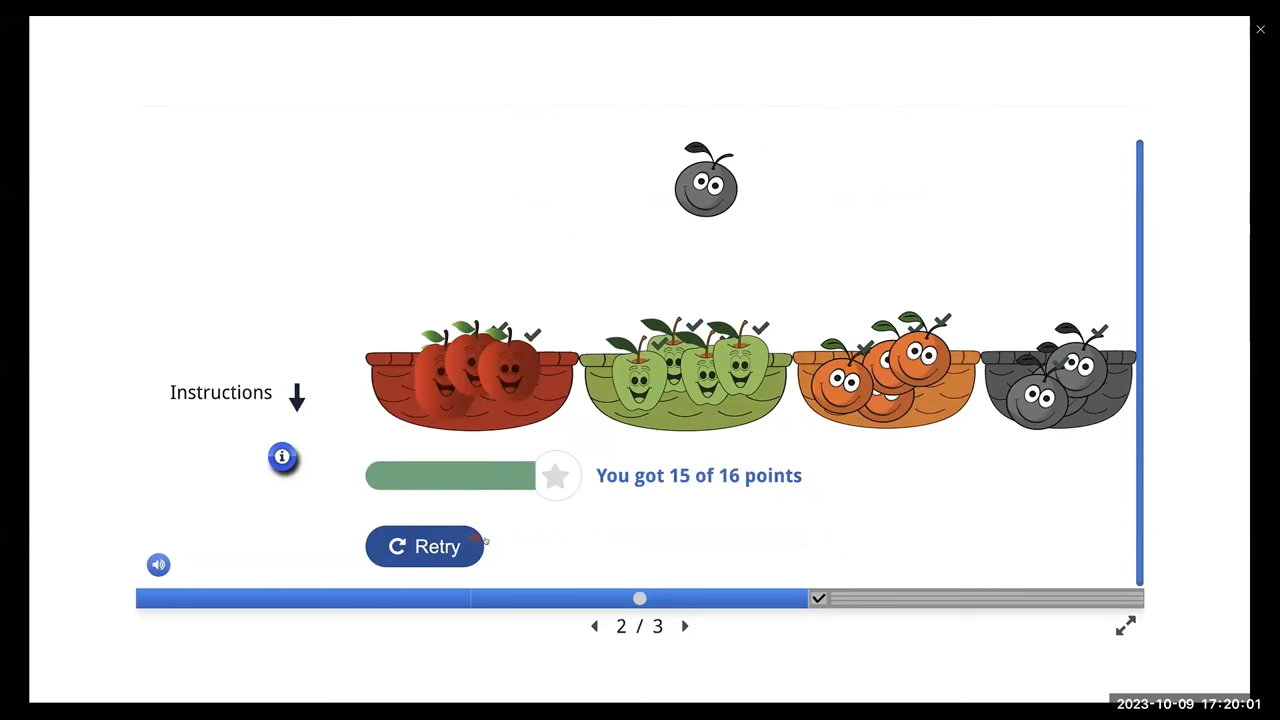 Instructions
You got 15 of 16 points
Retry
2 / 3
2023-10-09 17:20:01